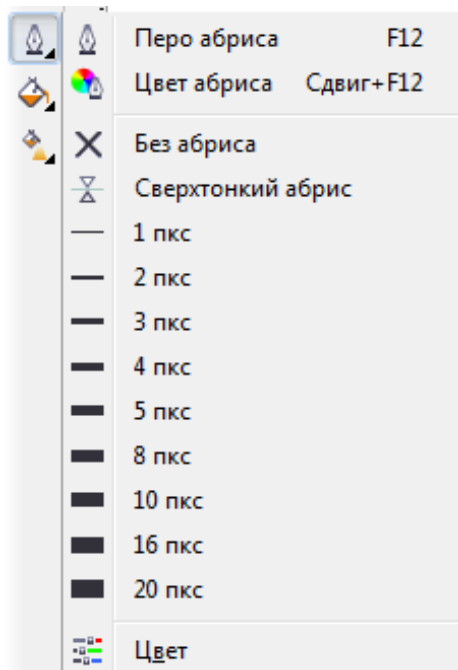 Перо абриса F12
Цвет абриса Сдвиг+F12
Без абриса
Сверхтонкий абрис
1 пкс
2 пкс
3 пкс
4 пкс
5 пкс
8 пкс
10 пкс
16 пкс
20 пкс
Цвет